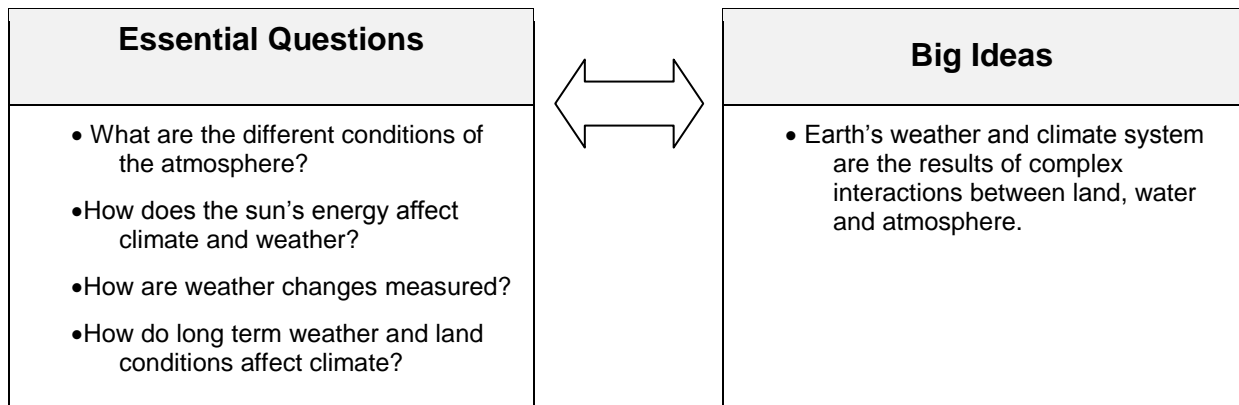 Essential Questions
• What are the different conditions of
the atmosphere?
•How does the sun’s energy affect
climate and weather?
•How are weather changes measured?
•How do long term weather and land
conditions affect climate?
Big Ideas
• Earth’s weather and climate system
are the results of complex
interactions between land, water
and atmosphere.